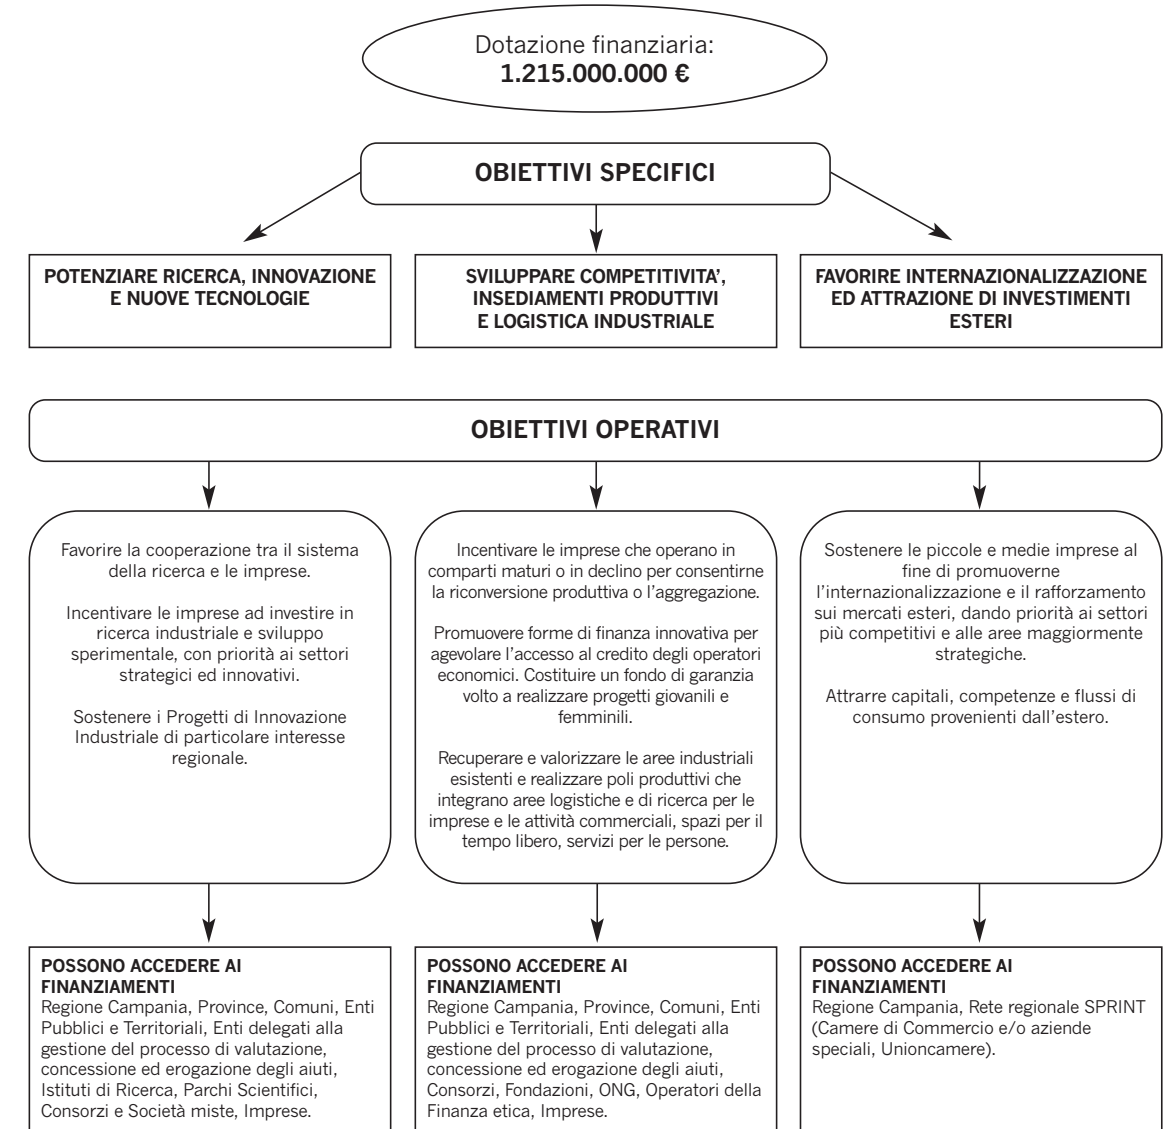 Dotazione finanziaria:
1.215.000.000 €
OBIETTIVI SPECIFICI
POTENZIARE RICERCA, INNOVAZIONE
E NUOVE TECNOLOGIE
SVILUPPARE COMPETITIVITA’,
INSEDIAMENTI PRODUTTIVI
E LOGISTICA INDUSTRIALE
FAVORIRE INTERNAZIONALIZZAZIONE
ED ATTRAZIONE DI INVESTIMENTI
ESTERI
OBIETTIVI OPERATIVI
Favorire la cooperazione tra il sistema
della ricerca e le imprese.
Incentivare le imprese ad investire in
ricerca industriale e sviluppo
sperimentale, con priorità ai settori
strategici ed innovativi.
Sostenere i Progetti di Innovazione
Industriale di particolare interesse
regionale.
Incentivare le imprese che operano in
comparti maturi o in declino per consentirne
la riconversione produttiva o l’aggregazione.
Promuovere forme di finanza innovativa per
agevolare l’accesso al credito degli operatori
economici. Costituire un fondo di garanzia
volto a realizzare progetti giovanili e
femminili.
Recuperare e valorizzare le aree industriali
esistenti e realizzare poli produttivi che
integrano aree logistiche e di ricerca per le
imprese e le attività commerciali, spazi per il
tempo libero, servizi per le persone.
Sostenere le piccole e medie imprese al
fine di promuoverne
l’internazionalizzazione e il rafforzamento
sui mercati esteri, dando priorità ai settori
più competitivi e alle aree maggiormente
strategiche.
Attrarre capitali, competenze e flussi di
consumo provenienti dall’estero.
POSSONO ACCEDERE AI
FINANZIAMENTI
Regione Campania, Province, Comuni, Enti
Pubblici e Territoriali, Enti delegati alla
gestione del processo di valutazione,
concessione ed erogazione degli aiuti,
Istituti di Ricerca, Parchi Scientifici,
Consorzi e Società miste, Imprese.
POSSONO ACCEDERE AI
FINANZIAMENTI
Regione Campania, Province, Comuni, Enti
Pubblici e Territoriali, Enti delegati alla
gestione del processo di valutazione,
concessione ed erogazione degli aiuti,
Consorzi, Fondazioni, ONG, Operatori della
Finanza etica, Imprese.
POSSONO ACCEDERE AI
FINANZIAMENTI
Regione Campania, Rete regionale SPRINT
(Camere di Commercio e/o aziende
speciali, Unioncamere).